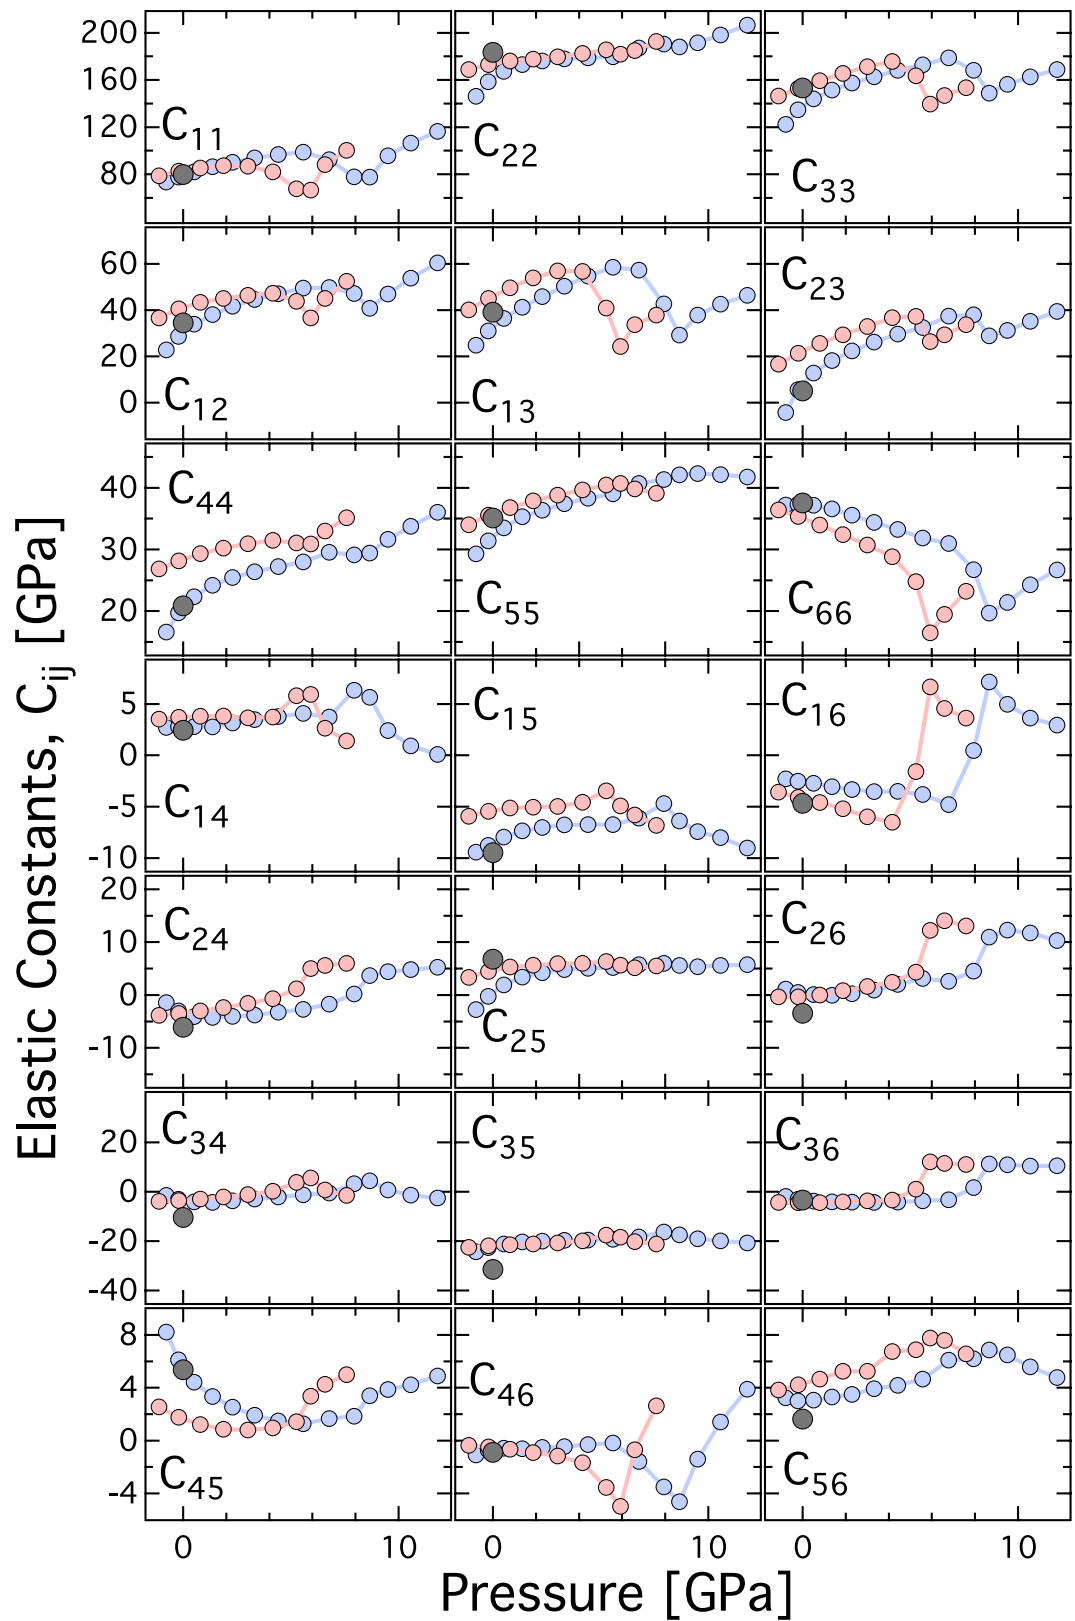 200
160
120
80
C11
C22
C33
60
40
20
0
C12
C13
C23
40
30
20
C44
C55
C66
5
0
-5
-10
C14
C15
C16
20
10
0
-10
C24
C25
C26
20
0
-20
-40
C34
C35
C36
8
4
0
-4
C45
C46
C56
0 10 0 10 0 10
Pressure [GPa]
Elastic Constants, Cij [GPa]